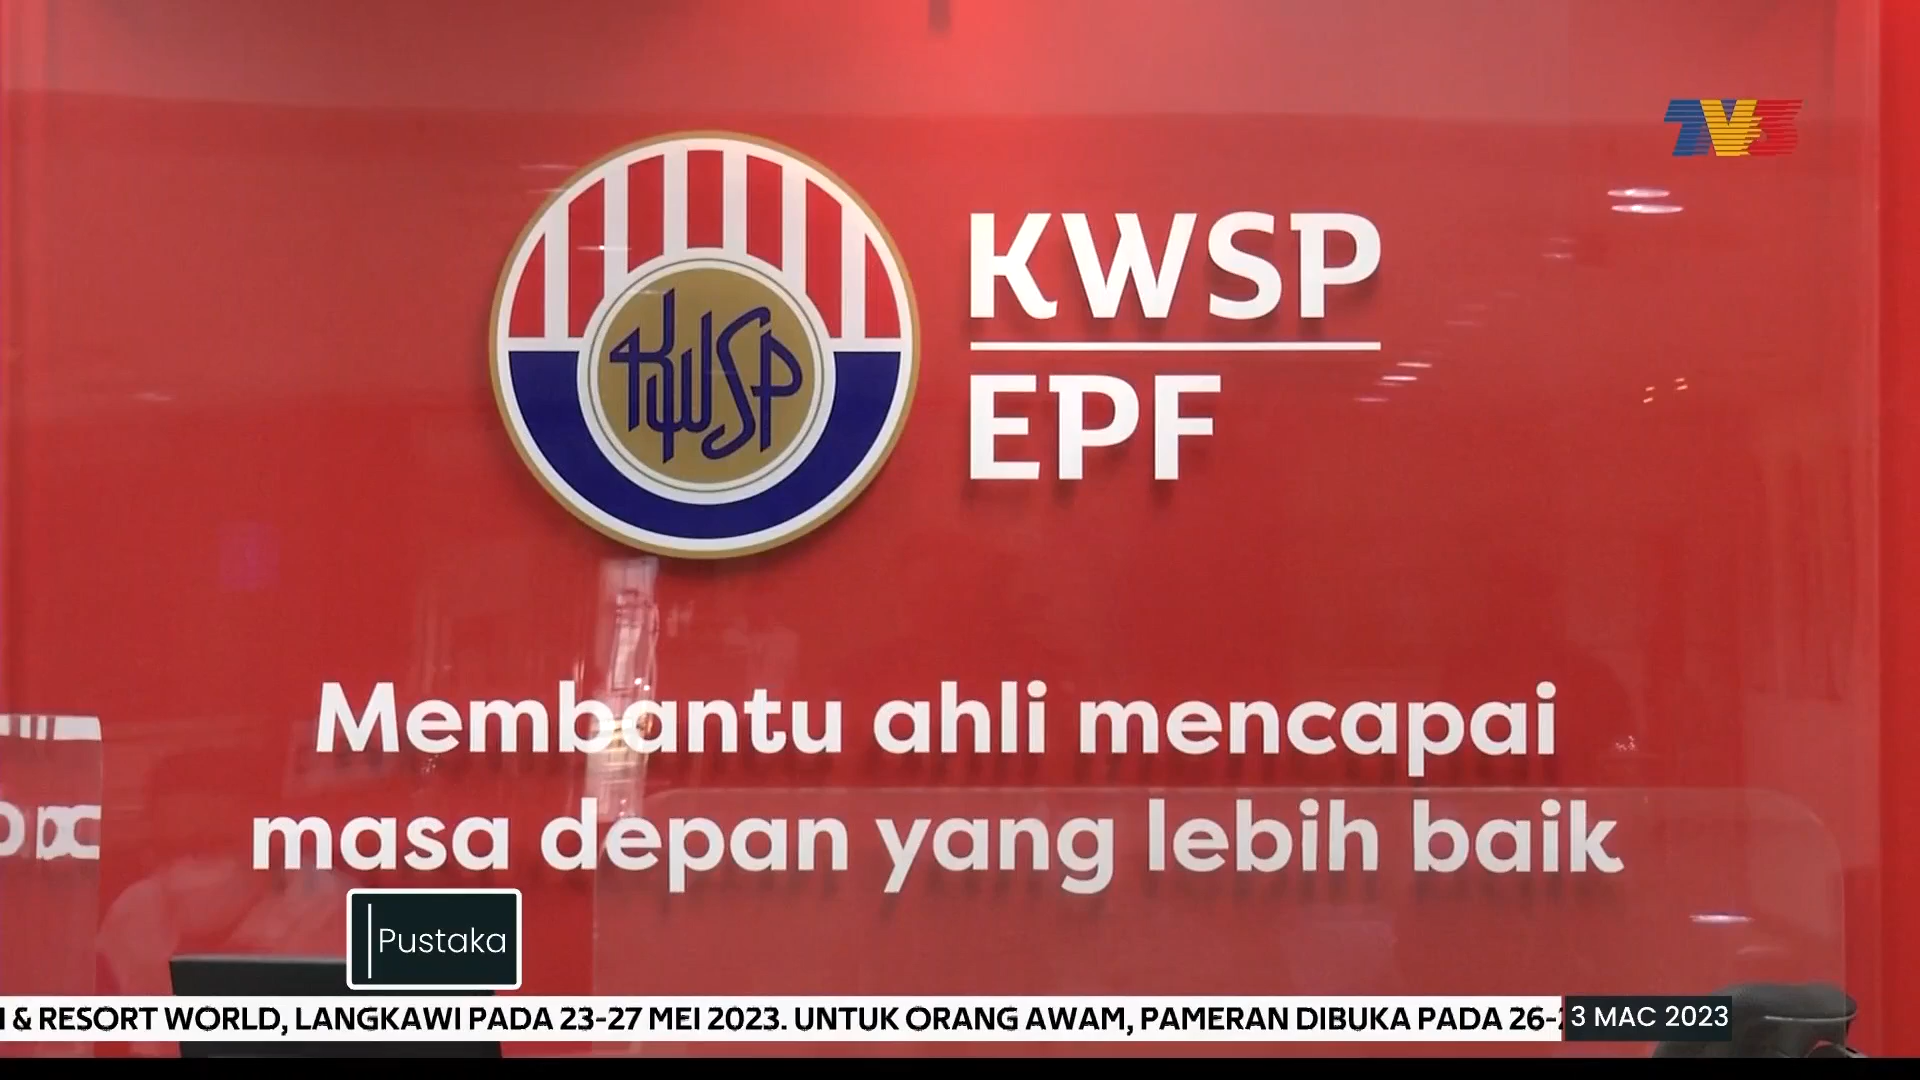 TV3
KWSP
KWSP
EPF
Membantu ahli mencapai
masa depan yang lebih baik
Pustaka
& RESORT WORLD, LANGKAWI PADA 23-27 MEI 2023. UNTUK ORANG AWAM, PAMERAN DIBUKA PADA 26-
3 MAC 2023